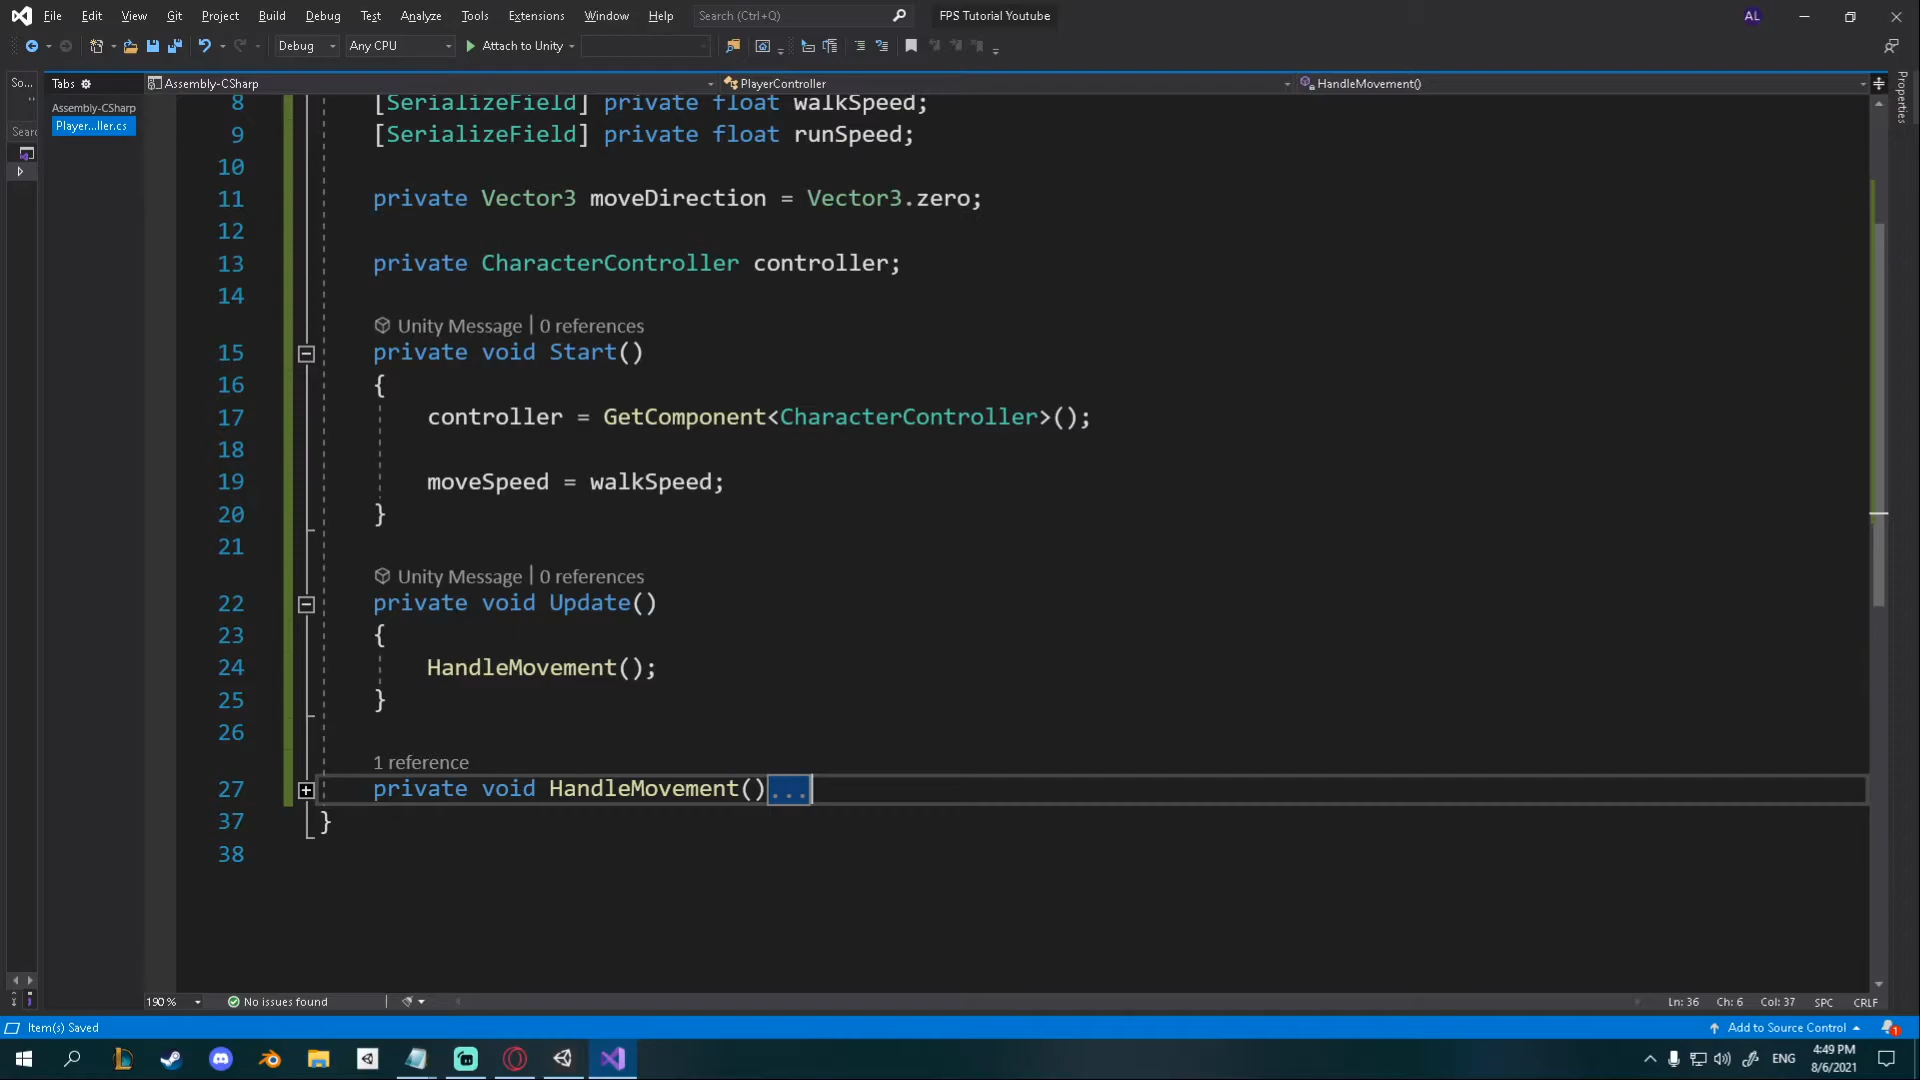 File Edit View Git Project Build Debug Test Analyze Tools Extensions Window Help Search (Ctrl+Q) FPS Tutorial Youtube AL
Debug Any CPU Attach to Unity
So... Tabs Assembly-CSharp PlayerController HandleMovement() Properties
Assembly-CSharp
Player...ller.cs
8 [SerializeField] private float walkSpeed;
9 [SerializeField] private float runSpeed;
10
11 private Vector3 moveDirection = Vector3.zero;
12
13 private CharacterController controller;
14
Unity Message | 0 references
15 private void Start()
16 {
17 controller = GetComponent<CharacterController>();
18
19 moveSpeed = walkSpeed;
20 }
21
Unity Message | 0 references
22 private void Update()
23 {
24 HandleMovement();
25 }
26
1 reference
27 private void HandleMovement()...
37 }
38
190 % No issues found Ln: 36 Ch: 6 Col: 37 SPC CRLF
Item(s) Saved Add to Source Control 1
ENG 4:49 PM
8/6/2021